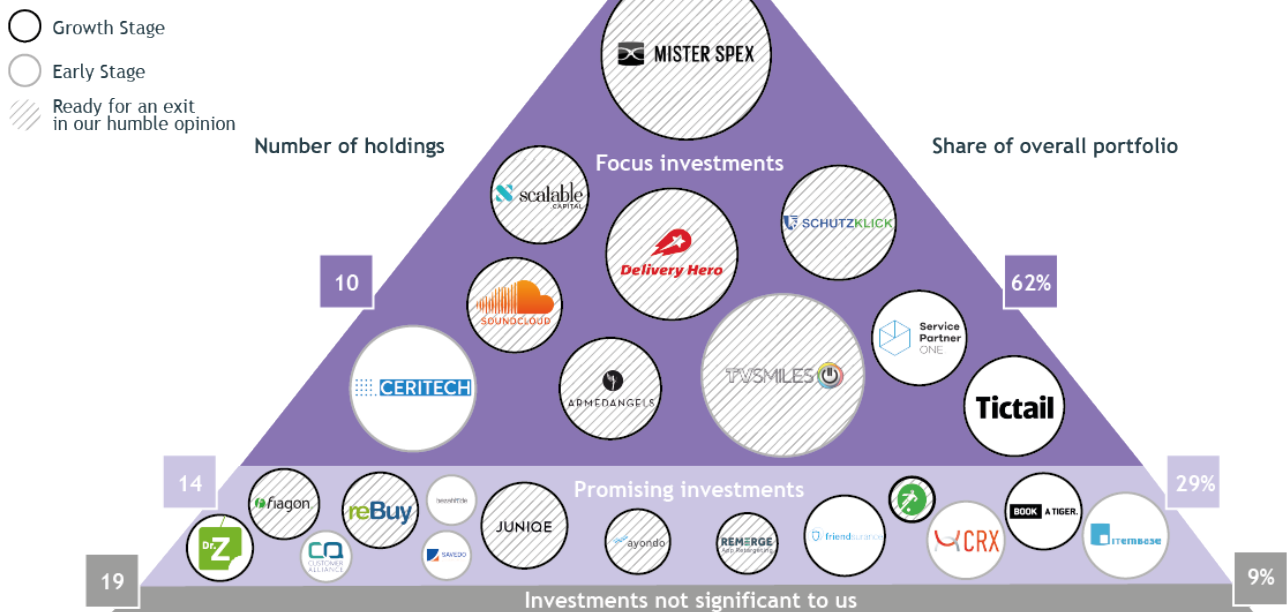 Growth Stage
Early Stage
Ready for an exit
in our humble opinion
Number of holdings
Share of overall portfolio
MISTER SPEX
Focus investments
scalable
CAPITAL
SCHUTZKLICK
Delivery Hero
10
62%
SOUNDCLOUD
Service
Partner
ONE
CERITECH
ARMEDANGELS
TVSMILES
Tictail
14
Promising investments
29%
fiagon
reBuy
JUNIQE
BOOK A TIGER.
Dr.Z
CUSTOMER
ALLIANCE
SAVEDO
ayondo
REMERGE
App Retargeting
friendsurance
CRX
itembase
19
9%
Investments not significant to us